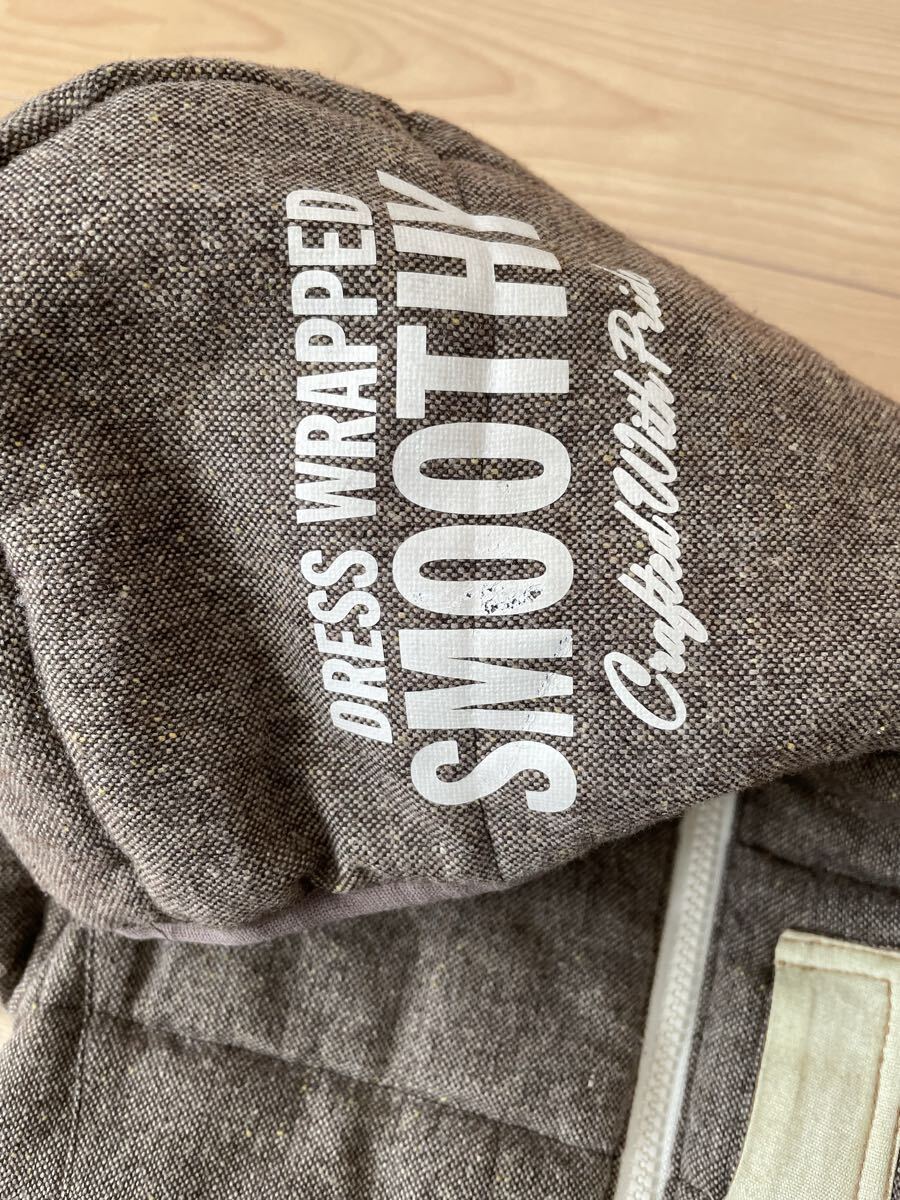 DRESS WRAPPED
SMOOTHY
Crafted With Pride